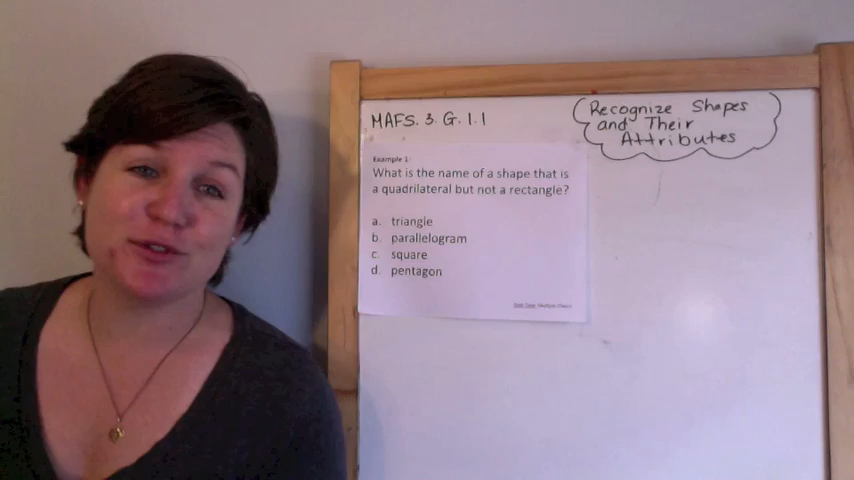 MAFS. 3. G. 1. 1
Recognize Shapes
and Their
Attributes
Example 1:
What is the name of a shape that is
a quadrilateral but not a rectangle?
a. triangle
b. parallelogram
c. square
d. pentagon